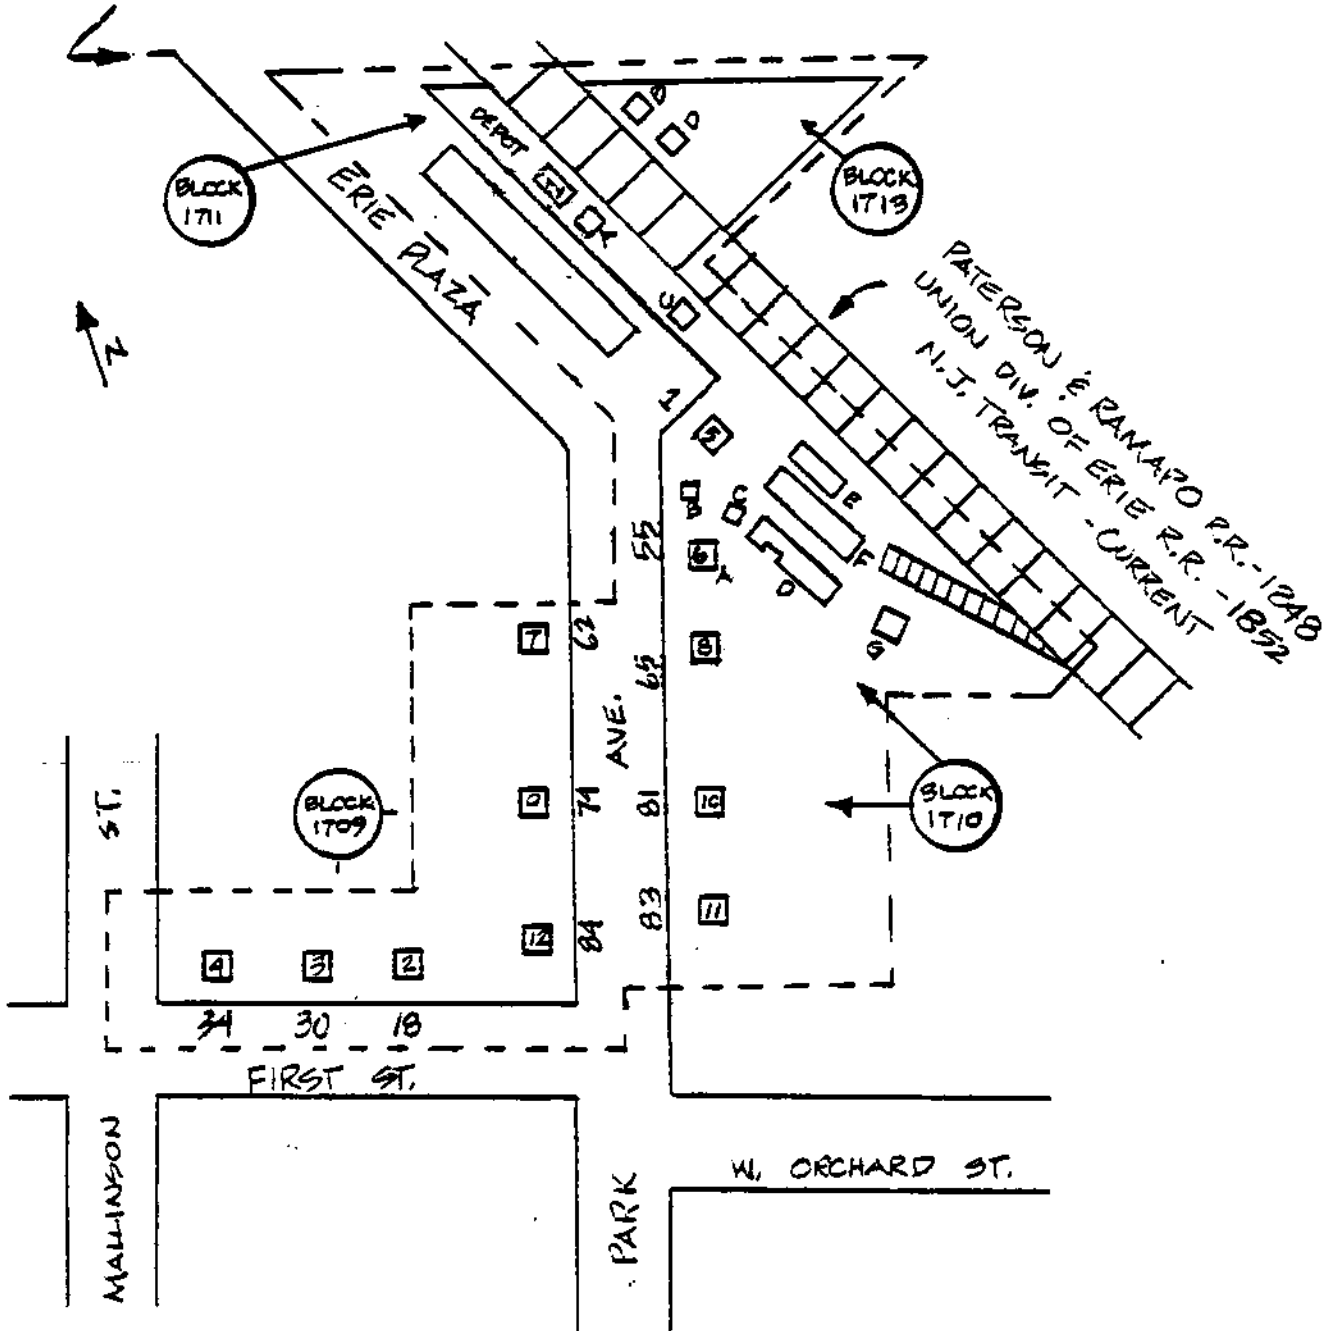 DEPOT
BLOCK
1711
ERIE PLAZA
BLOCK
1713
D
D
A
PATERSON & RAMAPO R.R. - 1848
UNION DIV. OF ERIE R.R. - 1852
N.J. TRANSIT - CURRENT
N
1
5
B
C
E
F
D
G
55
6
A
7
63
65
8
AVE.
ST.
BLOCK
1709
9
74
81
10
BLOCK
1710
83
11
12
84
4
3
2
34
30
18
FIRST ST.
MALLINSON
PARK
W. ORCHARD ST.